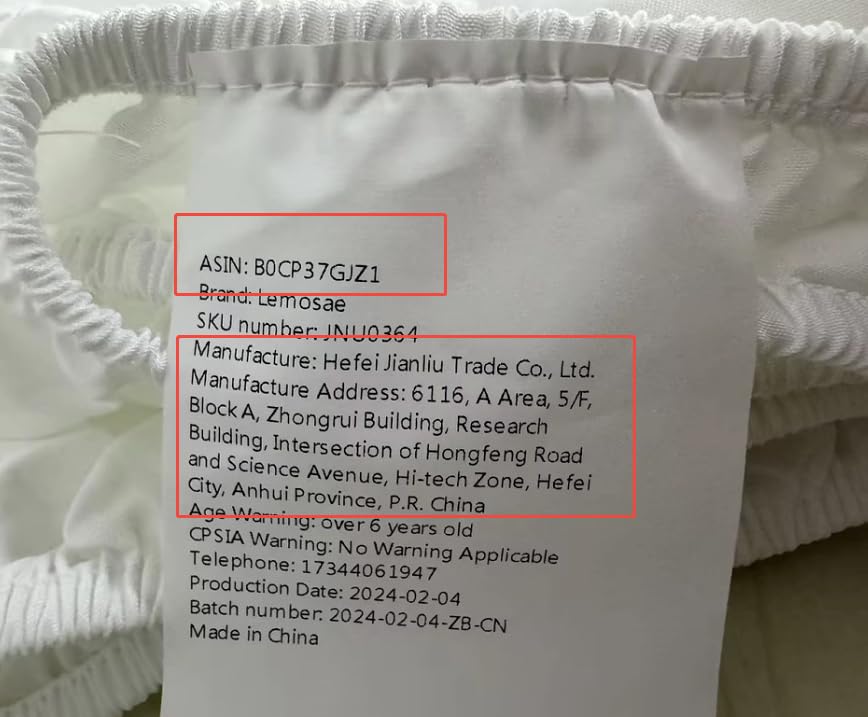 ASIN: B0CP37GJZ1
Brand: Lemosae
SKU number: JNU0364
Manufacture: Hefei Jianliu Trade Co., Ltd.
Manufacture Address: 6116, A Area, 5/F,
Block A, Zhongrui Building, Research
Building, Intersection of Hongfeng Road
and Science Avenue, Hi-tech Zone, Hefei
City, Anhui Province, P.R. China
Age Warning: over 6 years old
CPSIA Warning: No Warning Applicable
Telephone: 17344061947
Production Date: 2024-02-04
Batch number: 2024-02-04-ZB-CN
Made in China